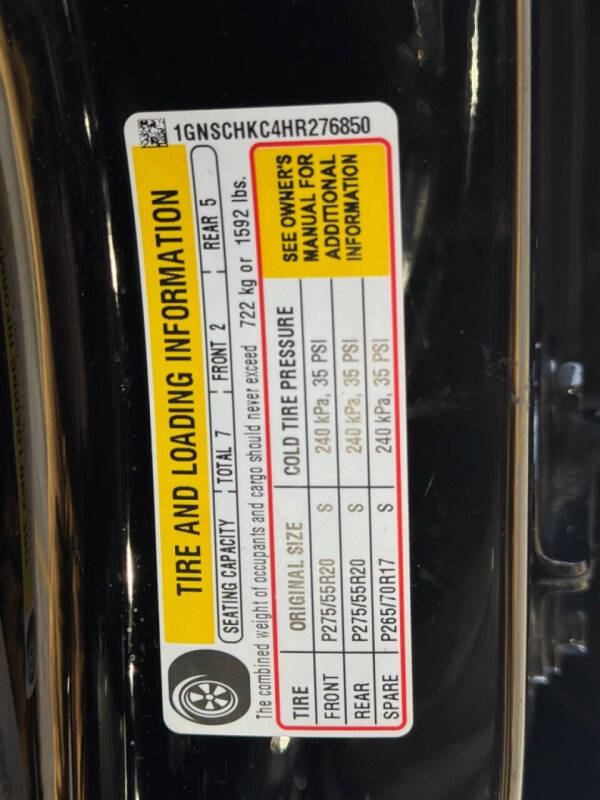 1GNSCHKC4HR276850
TIRE AND LOADING INFORMATION
SEATING CAPACITY TOTAL 7 FRONT 2 REAR 5
The combined weight of occupants and cargo should never exceed 722 kg or 1592 lbs.
TIRE ORIGINAL SIZE COLD TIRE PRESSURE
FRONT P275/55R20 S 240 kPa, 35 PSI
REAR P275/55R20 S 240 kPa, 35 PSI
SPARE P265/70R17 S 240 kPa, 35 PSI
SEE OWNER'S
MANUAL FOR
ADDITIONAL
INFORMATION